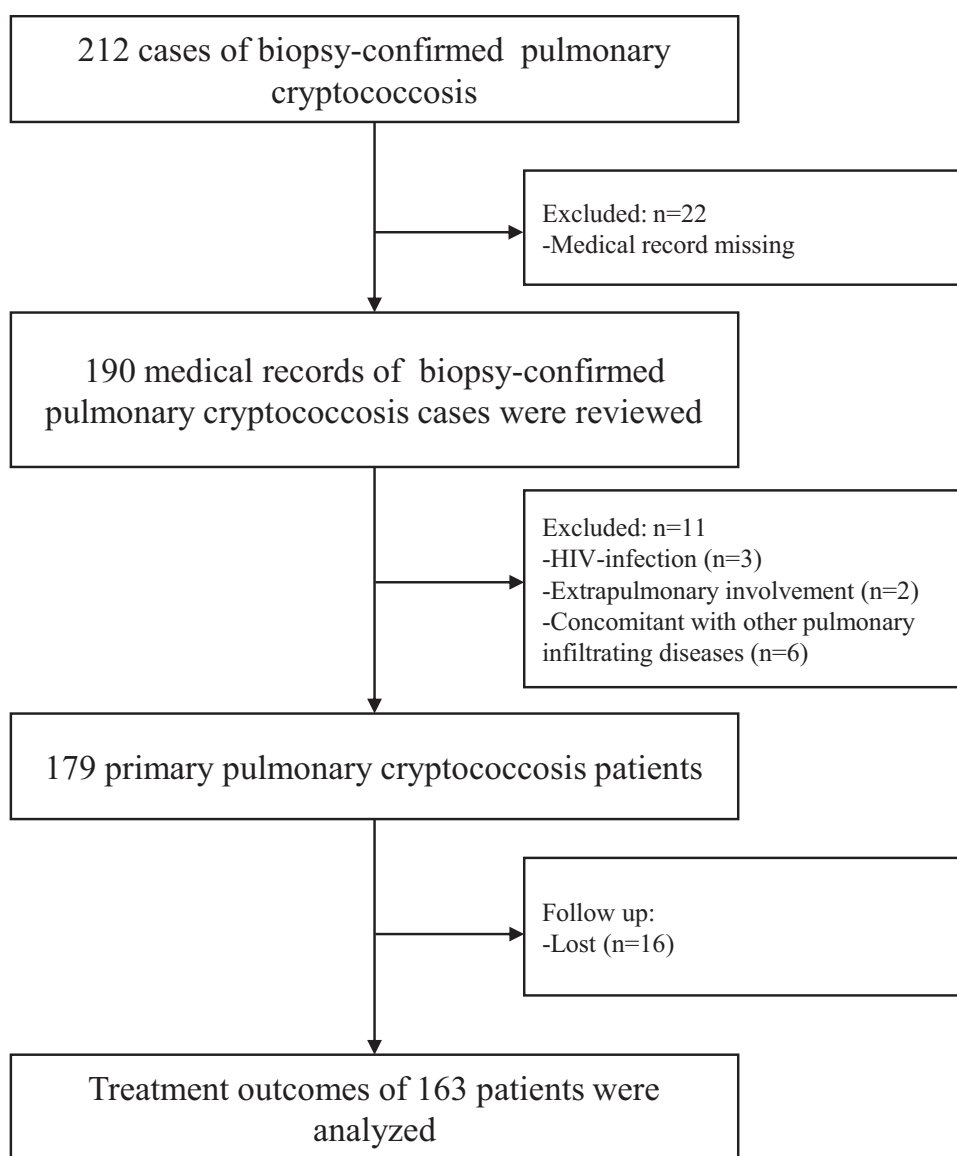 212 cases of biopsy-confirmed pulmonary
cryptococcosis
Excluded: n=22
-Medical record missing
190 medical records of biopsy-confirmed
pulmonary cryptococcosis cases were reviewed
Excluded: n=11
-HIV-infection (n=3)
-Extrapulmonary involvement (n=2)
-Concomitant with other pulmonary
infiltrating diseases (n=6)
179 primary pulmonary cryptococcosis patients
Follow up:
-Lost (n=16)
Treatment outcomes of 163 patients were
analyzed